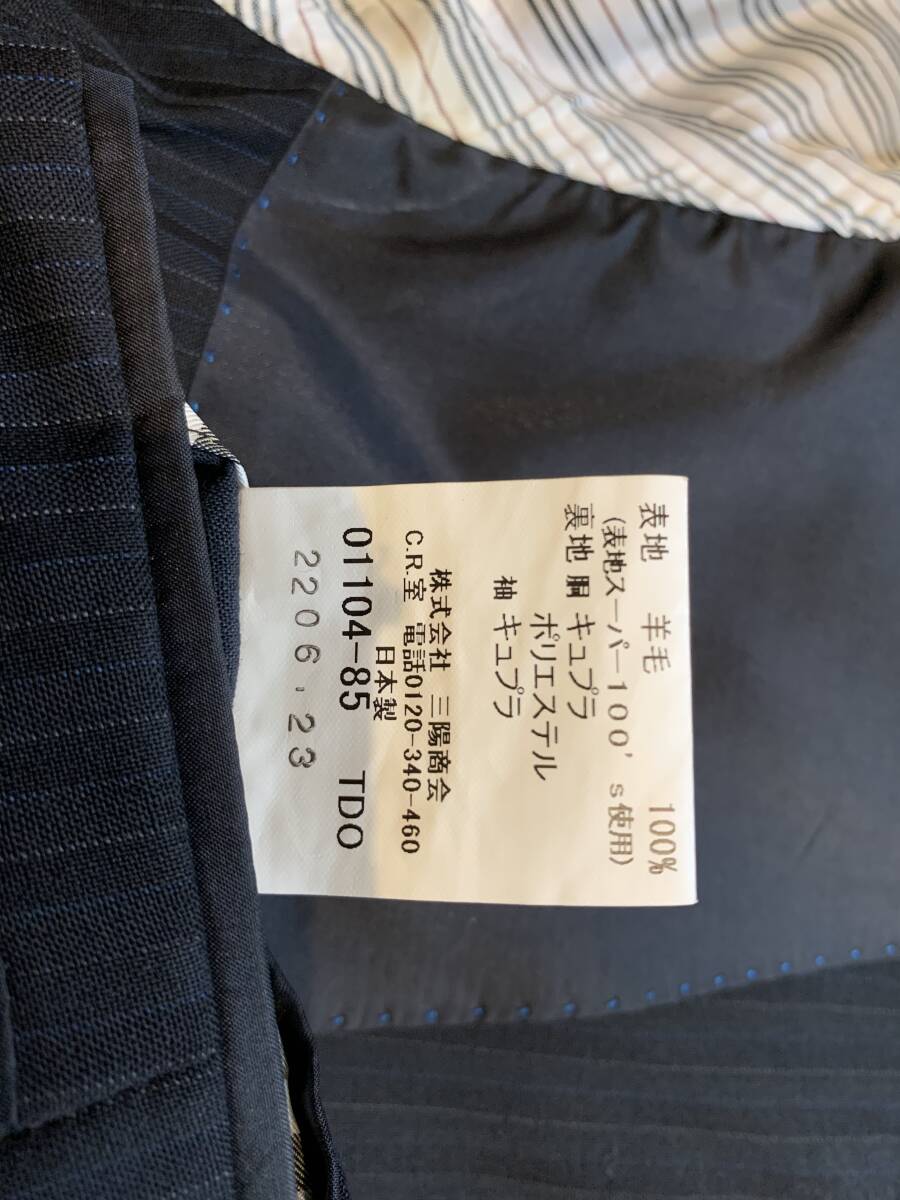 表地 羊毛 100%
(表地スーパー100's使用)
裏地 胴 キュプラ
ポリエステル
袖 キュプラ
株式会社 三陽商会
C.R.室 電話0120-340-460
日本製
01104-85 TDO
2206.23